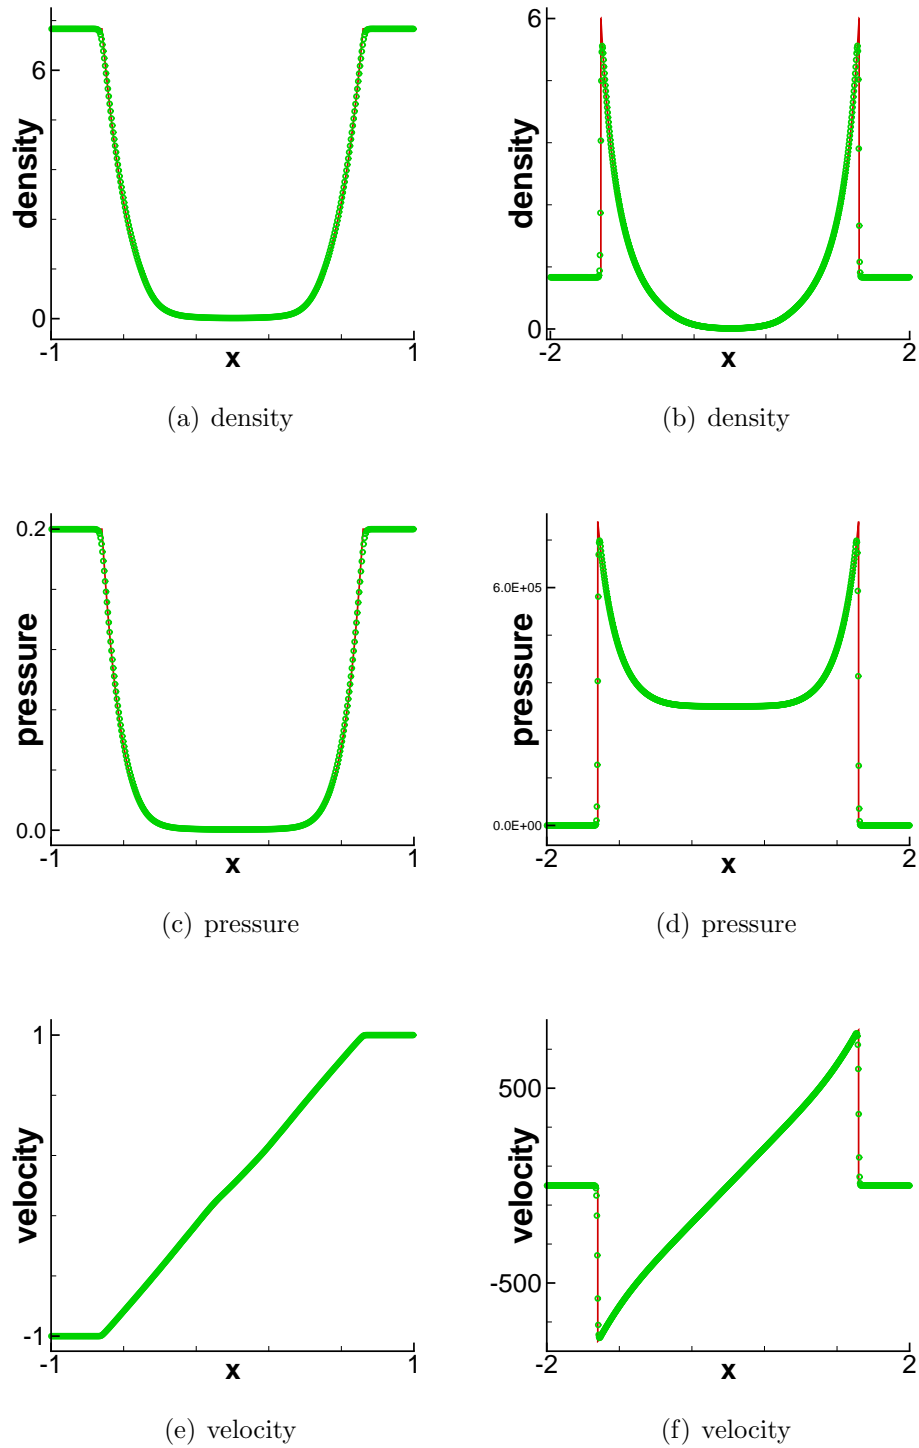 6
0
density
-1
1
x
(a) density
6
0
density
-2
2
x
(b) density
0.2
0.0
pressure
-1
1
x
(c) pressure
6.0E+05
0.0E+00
pressure
-2
2
x
(d) pressure
1
-1
velocity
-1
1
x
(e) velocity
500
-500
velocity
-2
2
x
(f) velocity